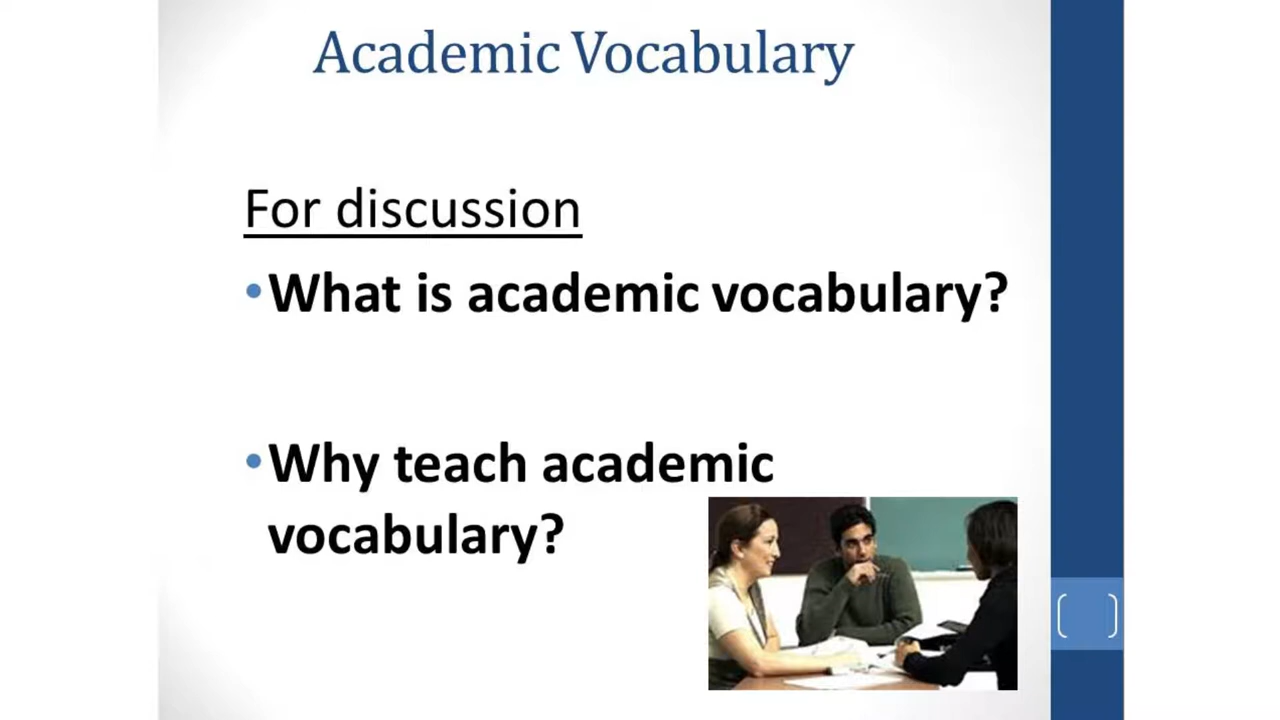 Academic Vocabulary
For discussion
•What is academic vocabulary?
•Why teach academic
vocabulary?